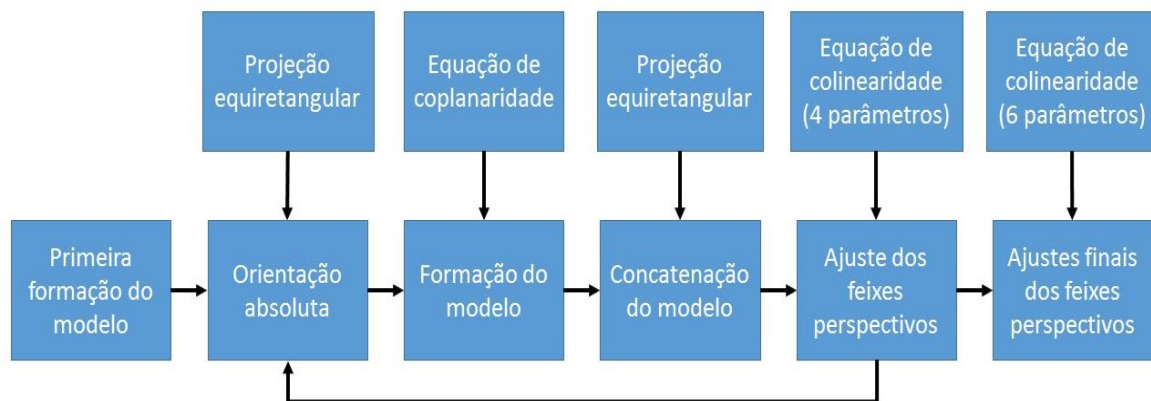 Projeção
equiretangular
Equação de
coplanaridade
Projeção
equiretangular
Equação de
colinearidade
(4 parâmetros)
Equação de
colinearidade
(6 parâmetros)
Primeira
formação do
modelo
Orientação
absoluta
Formação do
modelo
Concatenação
do modelo
Ajuste dos
feixes
perspectivos
Ajustes finais
dos feixes
perspectivos